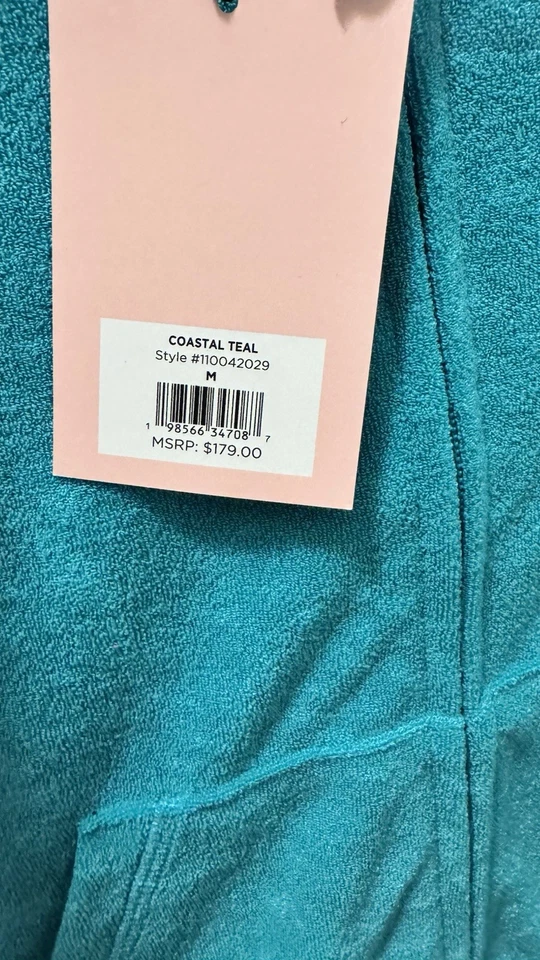 COASTAL TEAL
Style #110042029
M
1 98566 34708 7
MSRP: $179.00